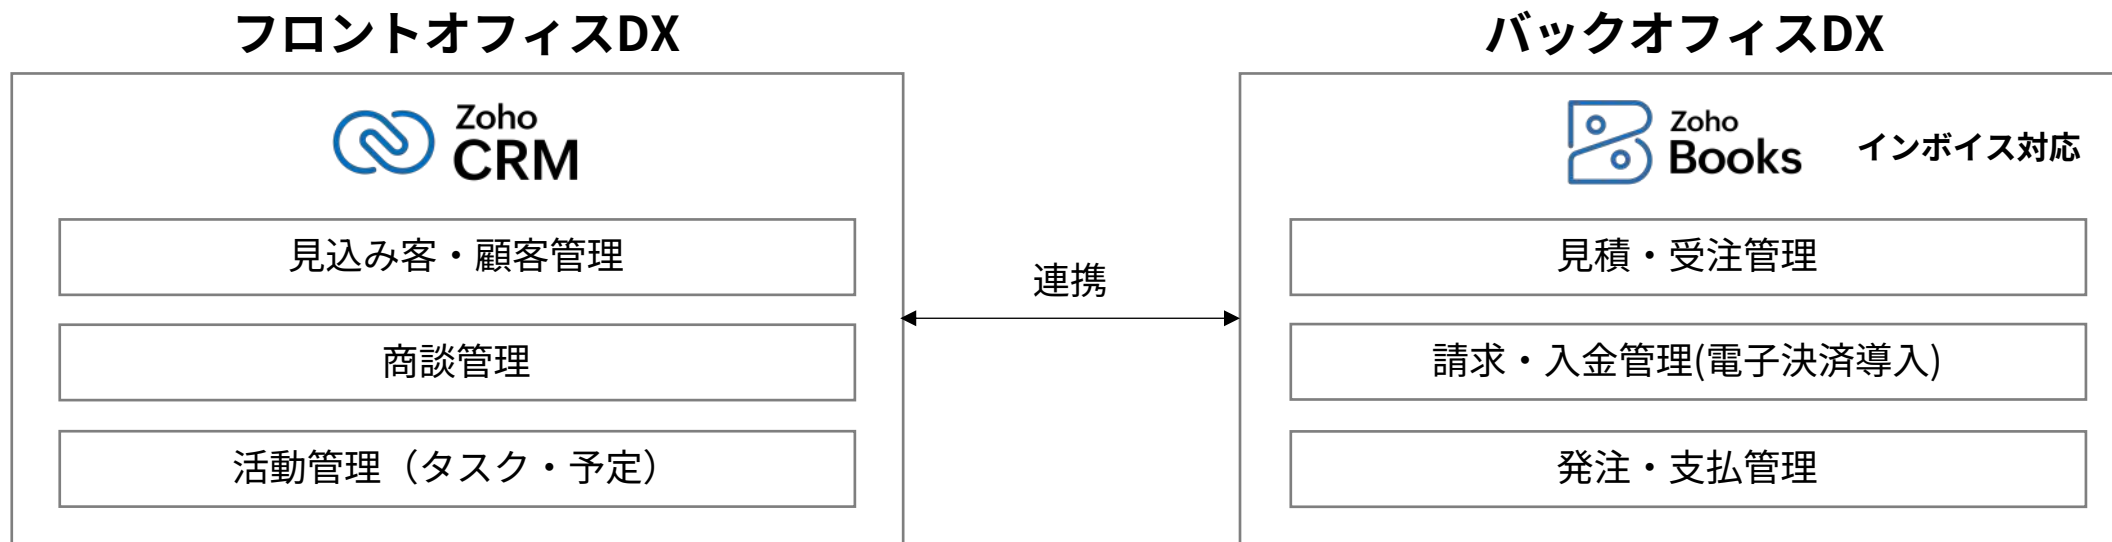 フロントオフィスDX
Zoho
CRM
見込み客・顧客管理
商談管理
活動管理（タスク・予定）
連携
バックオフィスDX
Zoho
Books
インボイス対応
見積・受注管理
請求・入金管理(電子決済導入)
発注・支払管理